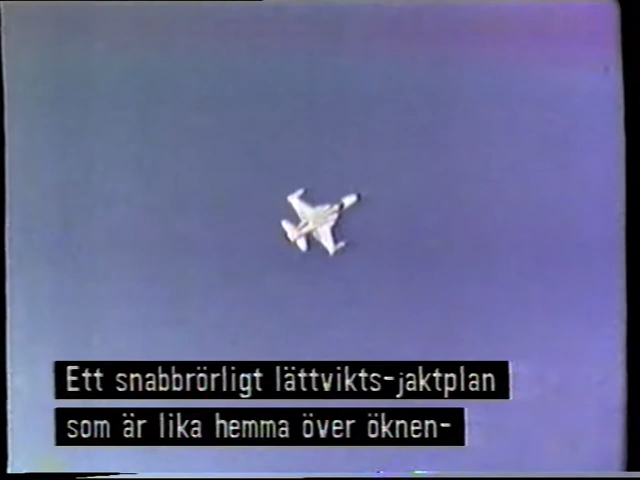 Ett snabbrörligt lättvikts-jaktplan
som är lika hemma över öknen-